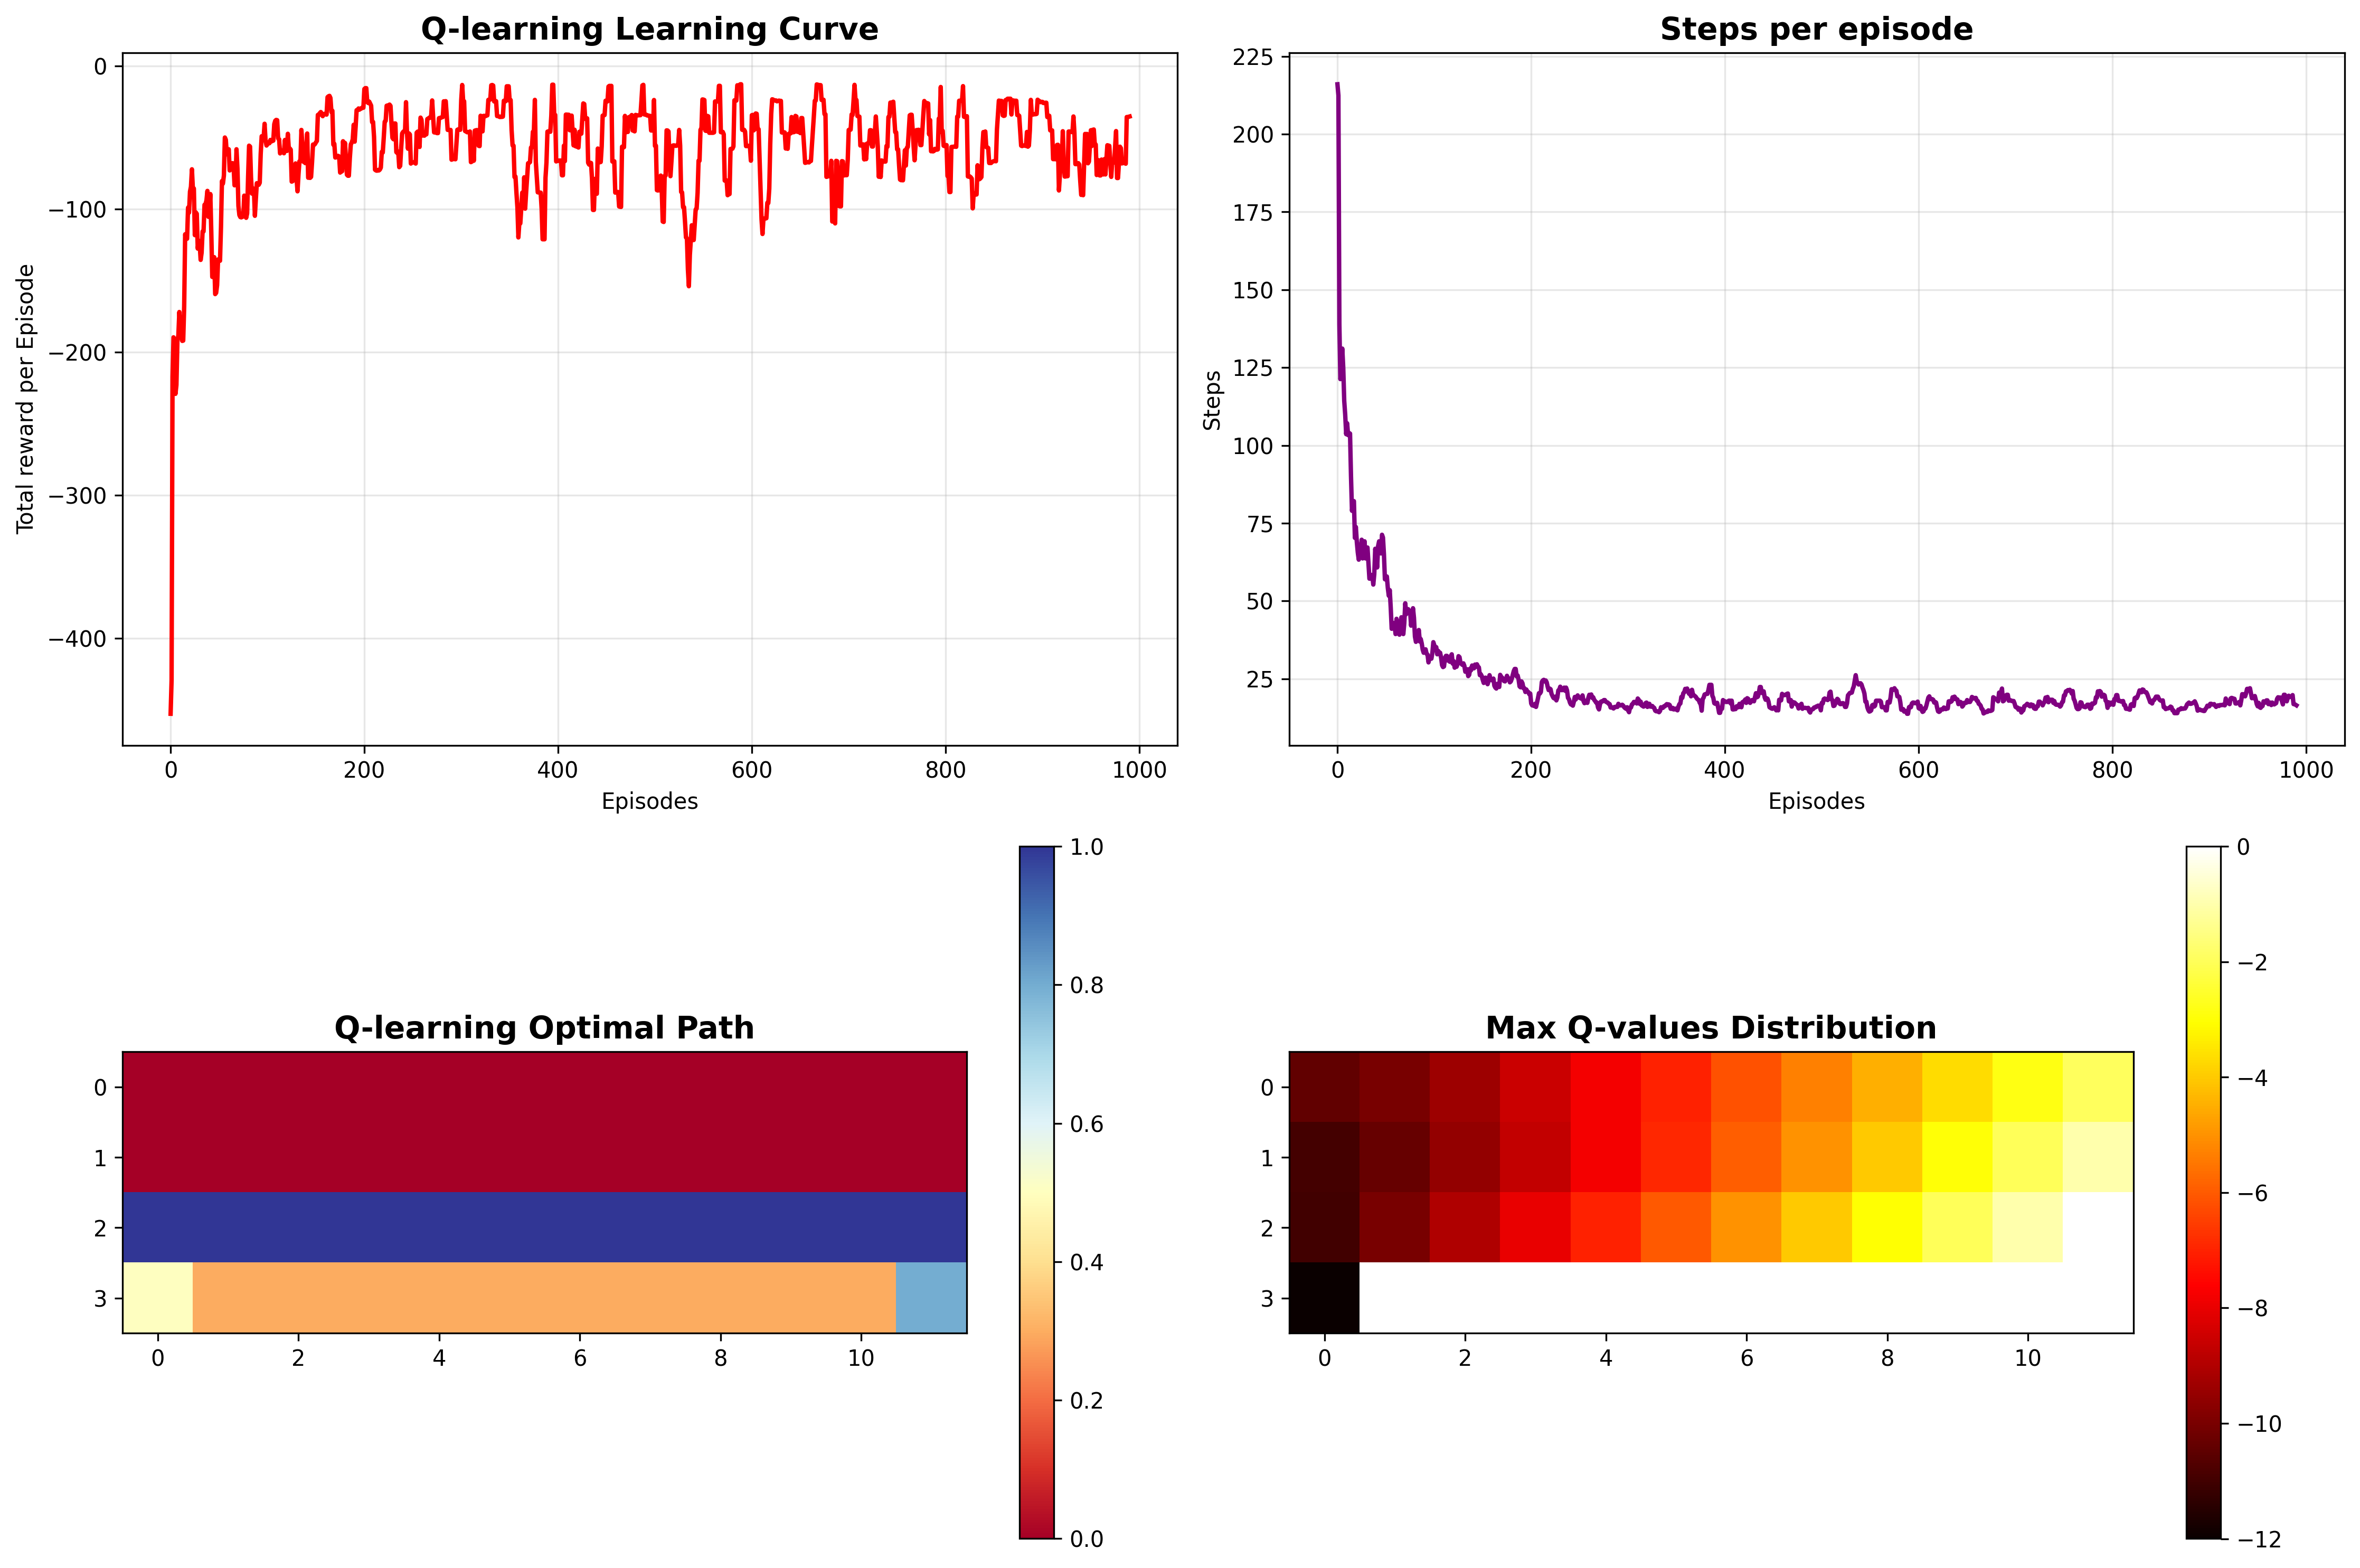 Q-learning Learning Curve
Total reward per Episode
0
−100
−200
−300
−400
0 200 400 600 800 1000
Episodes
Steps per episode
Steps
225
200
175
150
125
100
75
50
25
0 200 400 600 800 1000
Episodes
Q-learning Optimal Path
0
1
2
3
0 2 4 6 8 10
1.0
0.8
0.6
0.4
0.2
0.0
Max Q-values Distribution
0
1
2
3
0 2 4 6 8 10
0
−2
−4
−6
−8
−10
−12